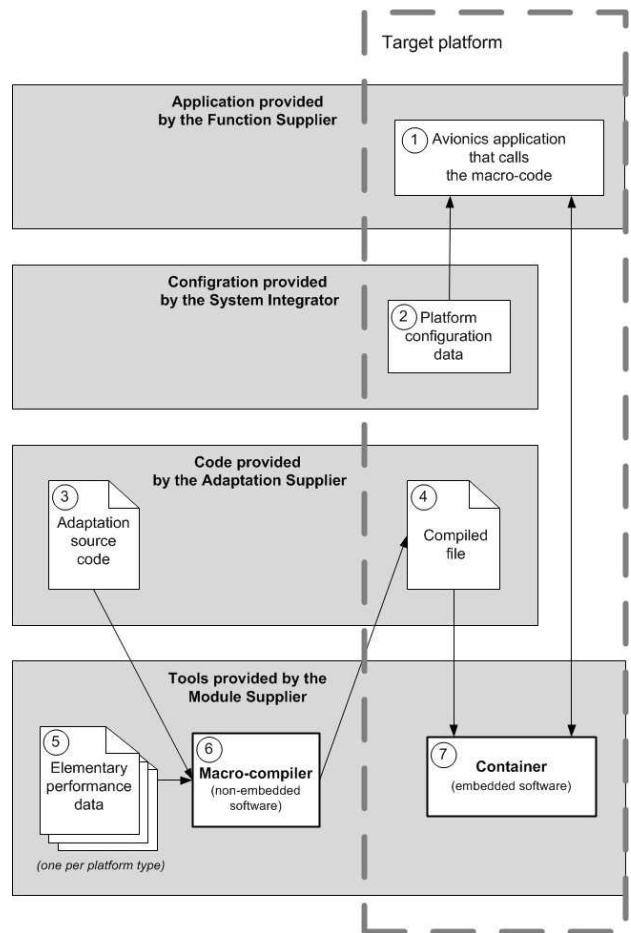 Target platform
Application provided
by the Function Supplier
1
Avionics application
that calls
the macro-code
Configration provided
by the System Integrator
2
Platform
configuration
data
Code provided
by the Adaptation Supplier
3
Adaptation
source
code
4
Compiled
file
Tools provided by the
Module Supplier
5
Elementary
performance
data
(one per platform type)
6
Macro-compiler
(non-embedded
software)
7
Container
(embedded software)